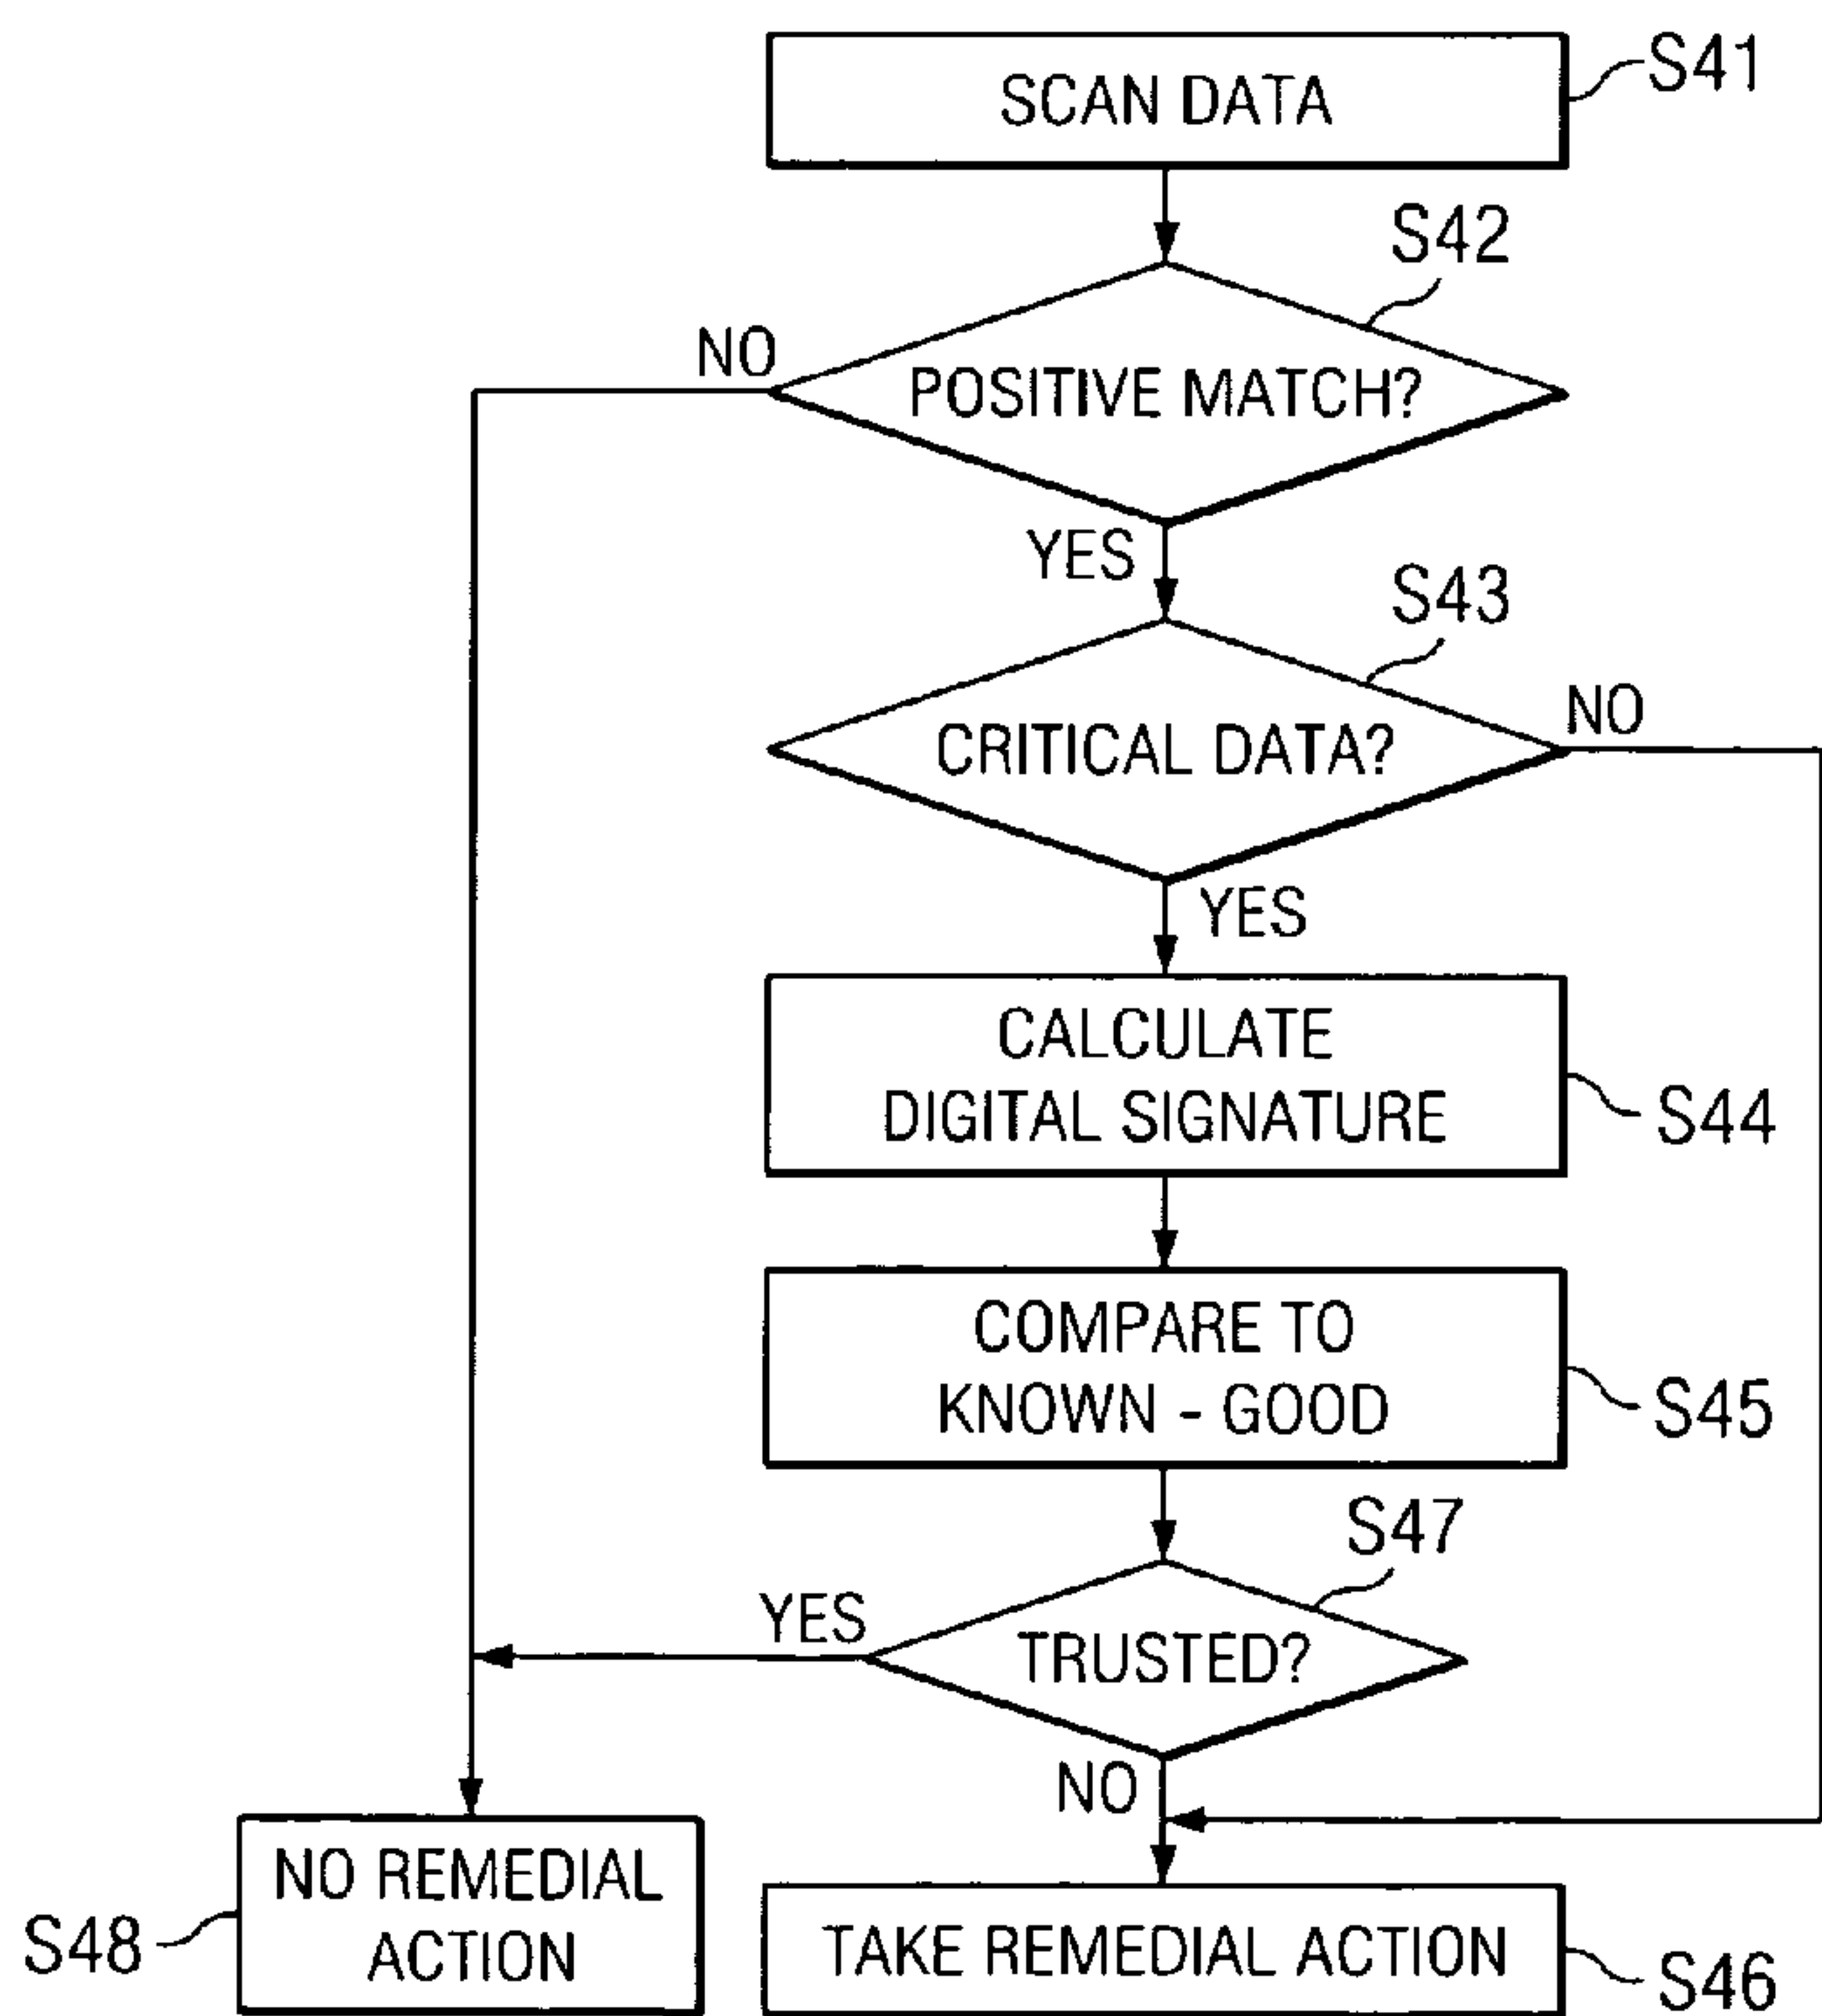 SCAN DATA
S41
S42
NO
POSITIVE MATCH?
YES
S43
NO
CRITICAL DATA?
YES
CALCULATE
DIGITAL SIGNATURE
S44
COMPARE TO
KNOWN - GOOD
S45
S47
YES
TRUSTED?
NO
NO REMEDIAL
ACTION
S48
TAKE REMEDIAL ACTION
S46